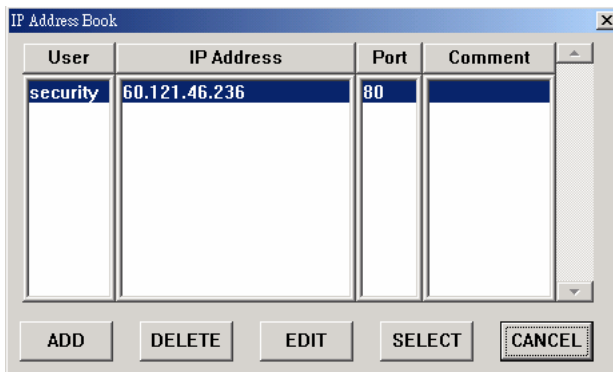 IP Address Book
User IP Address Port Comment
security 60.121.46.236 80
ADD DELETE EDIT SELECT CANCEL